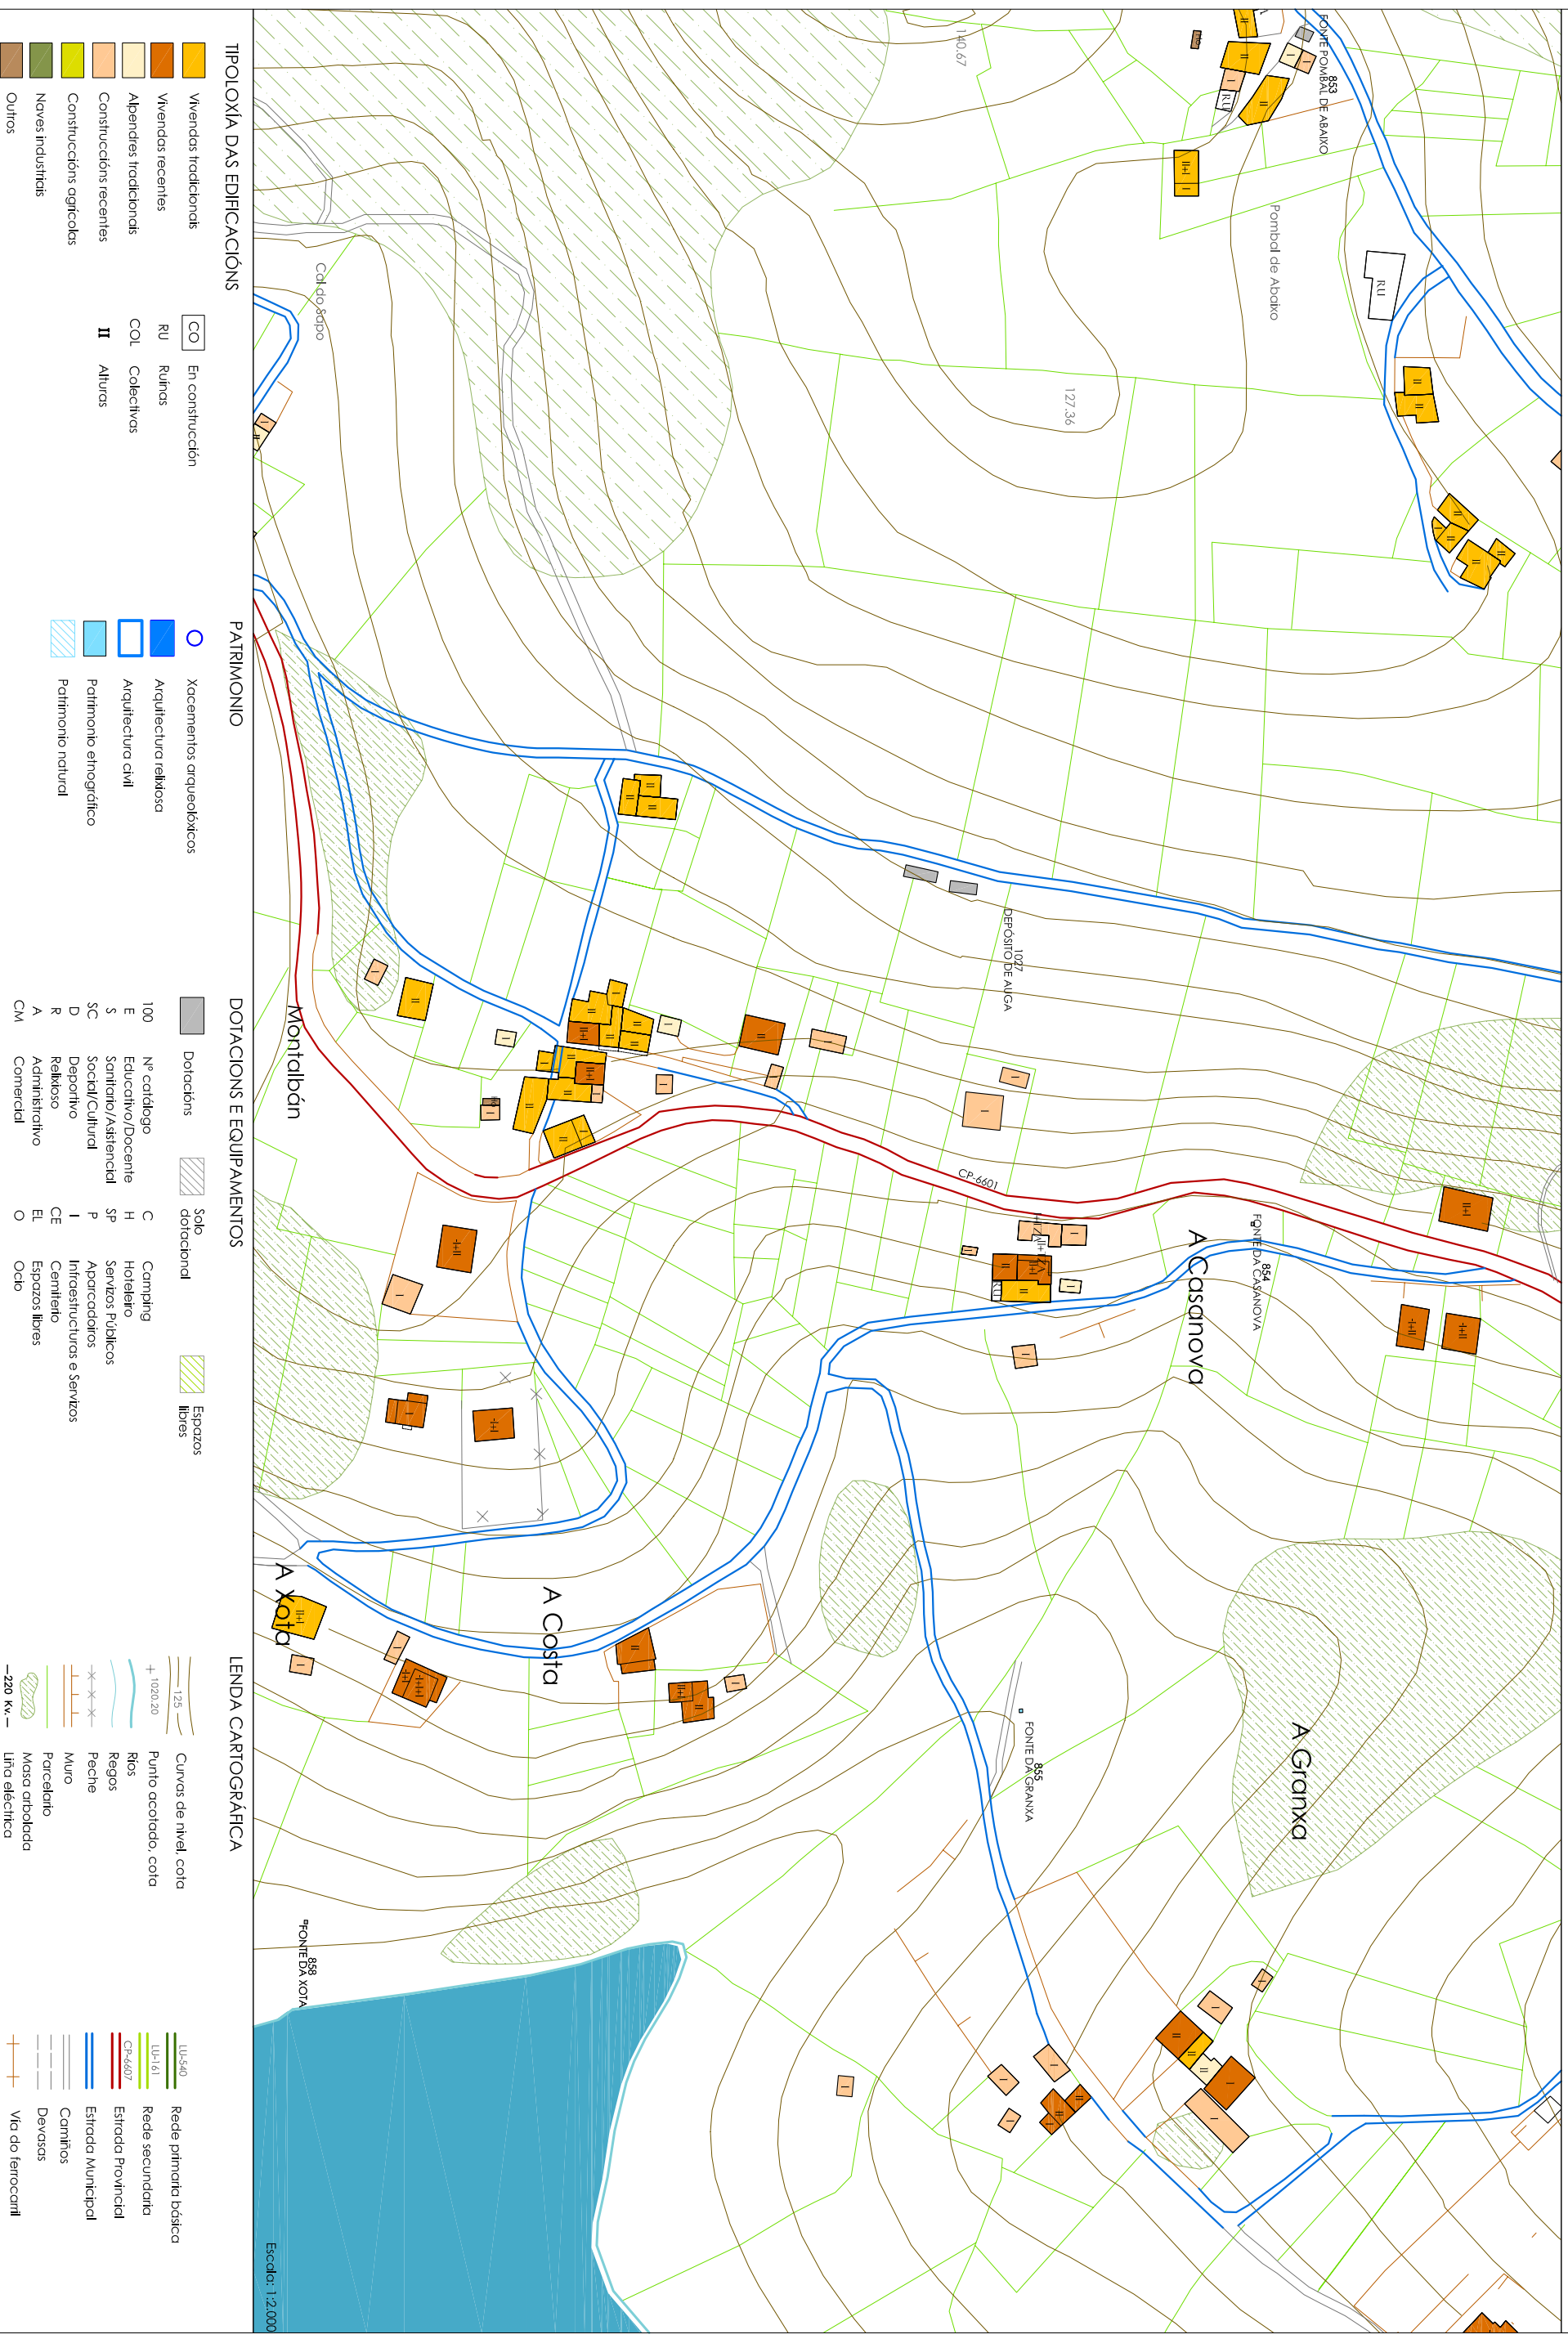 853
FONTE POMBAL DE ABAIXO
RU
RU
II
II
I
I
II
II+I
I
Pombal de Abaixo
140.67
127.36
Cal do Sapo
1027
DEPÓSITO DE AUGA
CP-6601
Montalbán
854
FONTE DA CASANOVA
A Casanova
RU
A Granxa
855
FONTE DA GRANXA
A Costa
A Xota
858
FONTE DA XOTA
Escala: 1:2.000
TIPOLOXÍA DAS EDIFICACIÓNS
Vivendas tradicionais
Vivendas recentes
Alpendres tradicionais
Construccións recentes
Construccións agrícolas
Naves industriais
Outros
CO En construcción
RU Ruínas
COL Colectivas
II Alturas
PATRIMONIO
Xacementos arqueolóxicos
Arquitectura relixiosa
Arquitectura civil
Patrimonio etnográfico
Patrimonio natural
DOTACIONS E EQUIPAMENTOS
Dotacións
Solo dotacional
Espazos libres
100 Nº catálogo
E Educativo/Docente
S Sanitario/Asistencial
SC Social/Cultural
D Deportivo
R Relixioso
A Administrativo
CM Comercial
C Camping
H Hoteleiro
SP Servizos Públicos
P Aparcadoiros
I Infraestructuras e Servizos
CE Cemiterio
EL Espazos libres
O Ocio
LENDA CARTOGRÁFICA
125 Curvas de nivel, cota
1020.20 Punto acotado, cota
Ríos
Regos
Peche
Muro
Parcelario
Masa arbolada
220 Kv. Liña eléctrica
LU-540 Rede primaria básica
LU-161 Rede secundaria
CP-6607 Estrada Provincial
Estrada Municipal
Camiños
Devasas
Vía do ferrocarril